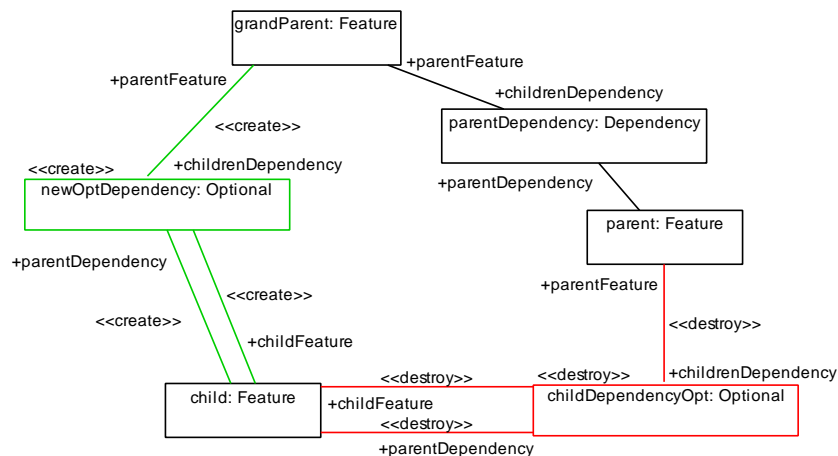 grandParent: Feature
+parentFeature
+parentFeature
+childrenDependency
<<create>>
parentDependency: Dependency
<<create>>
+childrenDependency
+parentDependency
newOptDependency: Optional
parent: Feature
+parentDependency
+parentFeature
<<create>>
<<create>>
<<destroy>>
+childFeature
+childrenDependency
<<destroy>>
<<destroy>>
child: Feature
childDependencyOpt: Optional
+childFeature
<<destroy>>
+parentDependency